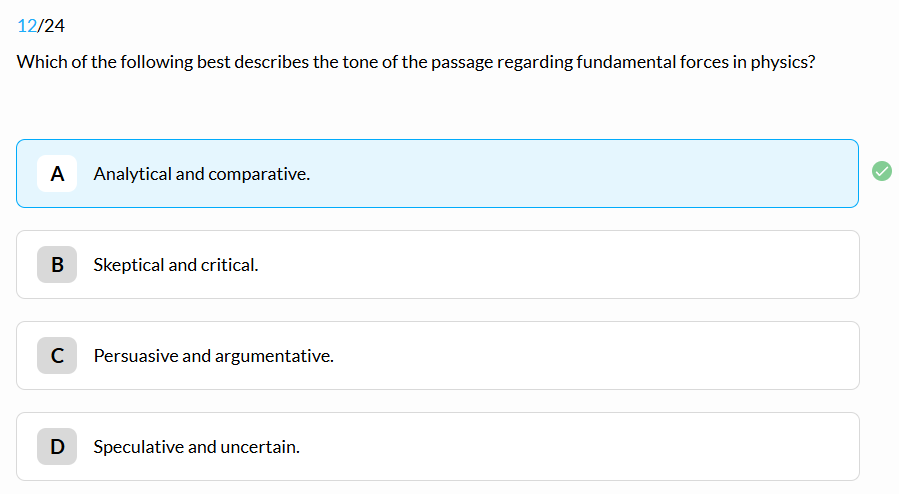 12/24
Which of the following best describes the tone of the passage regarding fundamental forces in physics?
A Analytical and comparative.
B Skeptical and critical.
C Persuasive and argumentative.
D Speculative and uncertain.